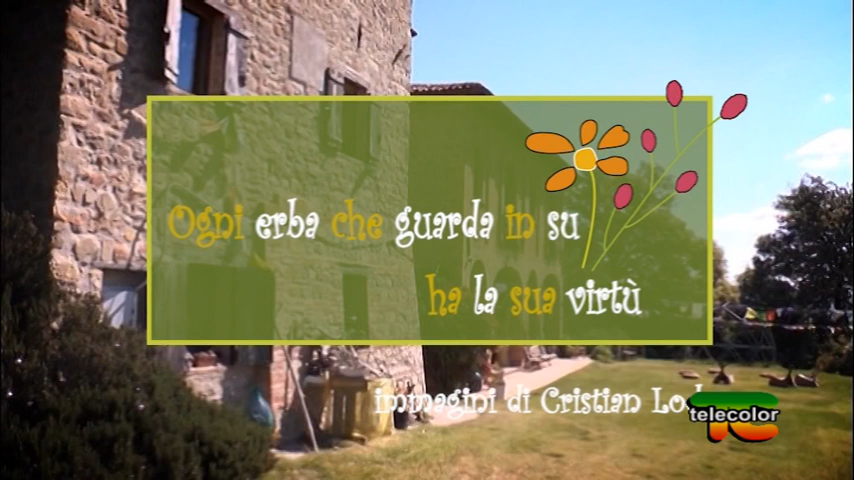 Ogni erba che guarda in su
ha la sua virtù
immagini di Cristian
telecolor